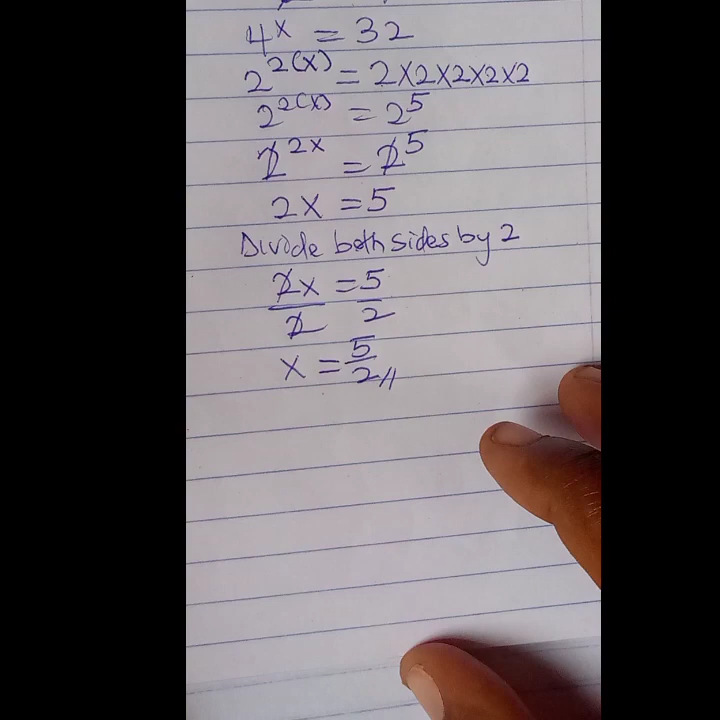 4^x = 32
2^2(x) = 2×2×2×2×2
2^2(x) = 2^5
2^2x = 2^5
2x = 5
Divide both sides by 2
2x/2 = 5/2
x = 5/2//